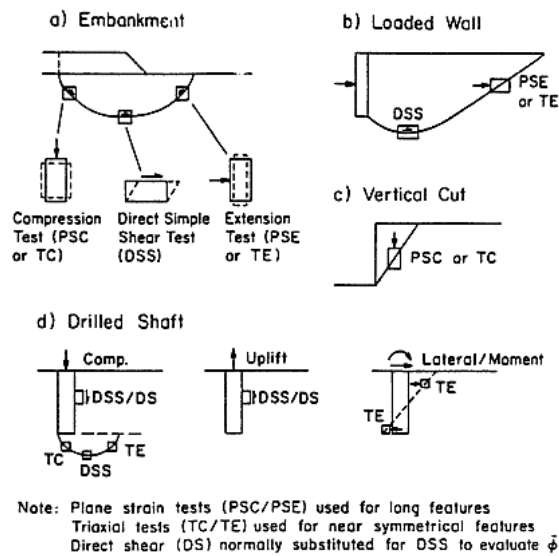 a) Embankment
Compression
Test (PSC
or TC)
Direct Simple
Shear Test
(DSS)
Extension
Test (PSE
or TE)
b) Loaded Wall
DSS
PSE
or TE
c) Vertical Cut
PSC or TC
d) Drilled Shaft
Comp.
DSS/DS
TC
DSS
TE
Uplift
DSS/DS
Lateral/Moment
TE
TE
Note: Plane strain tests (PSC/PSE) used for long features
Triaxial tests (TC/TE) used for near symmetrical features
Direct shear (DS) normally substituted for DSS to evaluate φ̄